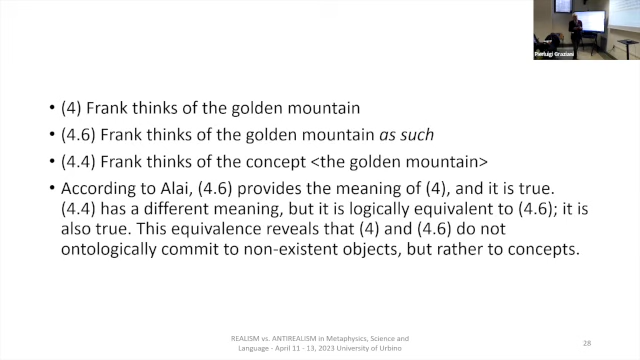 Pierluigi Graziani
• (4) Frank thinks of the golden mountain
• (4.6) Frank thinks of the golden mountain as such
• (4.4) Frank thinks of the concept <the golden mountain>
• According to Alai, (4.6) provides the meaning of (4), and it is true.
(4.4) has a different meaning, but it is logically equivalent to (4.6); it is
also true. This equivalence reveals that (4) and (4.6) do not
ontologically commit to non-existent objects, but rather to concepts.
REALISM vs. ANTIREALISM in Metaphysics, Science and
Language - April 11 - 13, 2023 University of Urbino
28